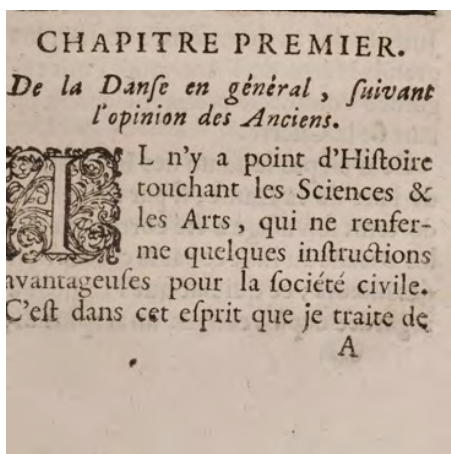 CHAPITRE PREMIER.
De la Danſe en général, ſuivant
l'opinion des Anciens.
IL n'y a point d'Hiſtoire
touchant les Sciences &
les Arts, qui ne renfer-
me quelques inſtructions
avantageuſes pour la ſociété civile.
C'eſt dans cet eſprit que je traite de
A